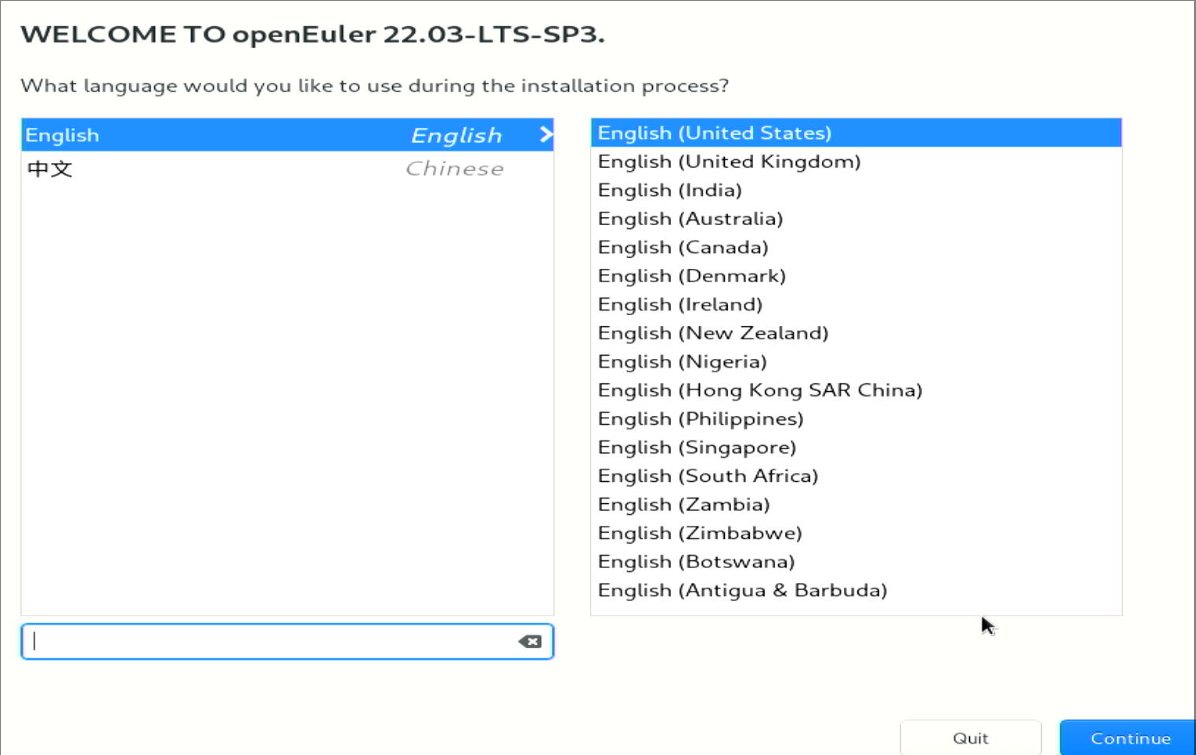 WELCOME TO openEuler 22.03-LTS-SP3.
What language would you like to use during the installation process?
English English
中文 Chinese
English (United States)
English (United Kingdom)
English (India)
English (Australia)
English (Canada)
English (Denmark)
English (Ireland)
English (New Zealand)
English (Nigeria)
English (Hong Kong SAR China)
English (Philippines)
English (Singapore)
English (South Africa)
English (Zambia)
English (Zimbabwe)
English (Botswana)
English (Antigua & Barbuda)
Quit Continue